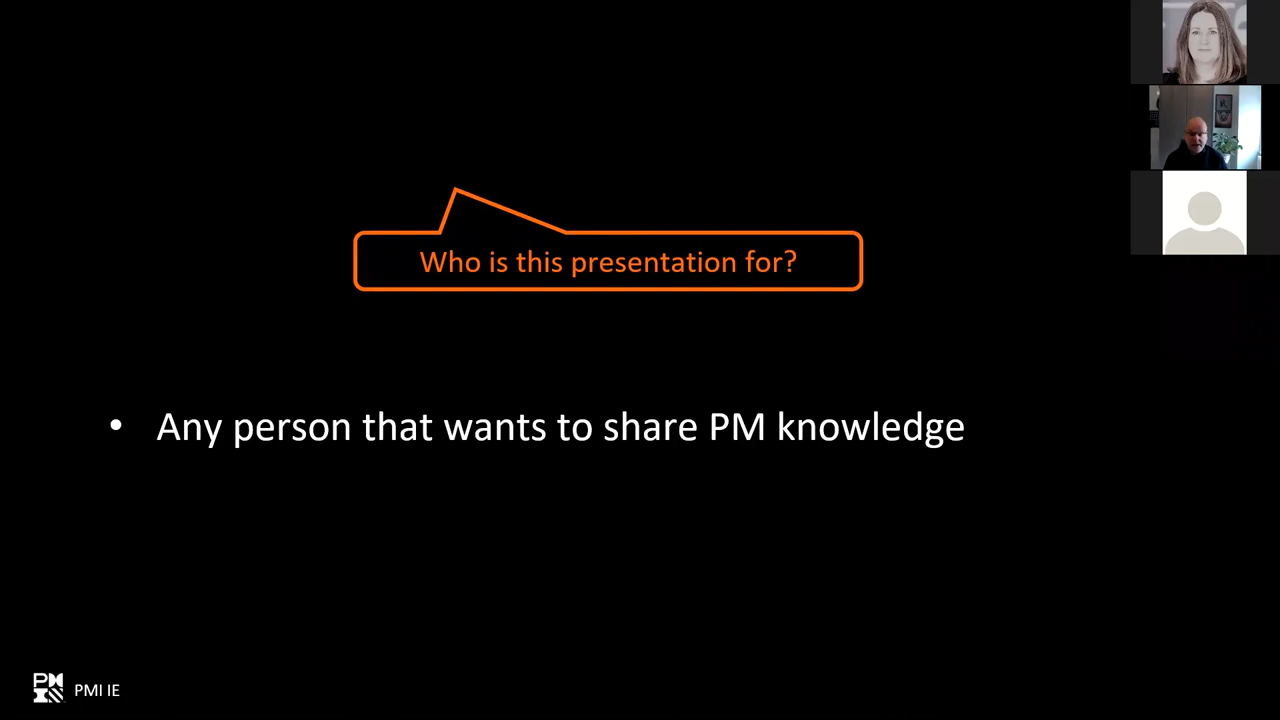 Who is this presentation for?
• Any person that wants to share PM knowledge
PMI IE